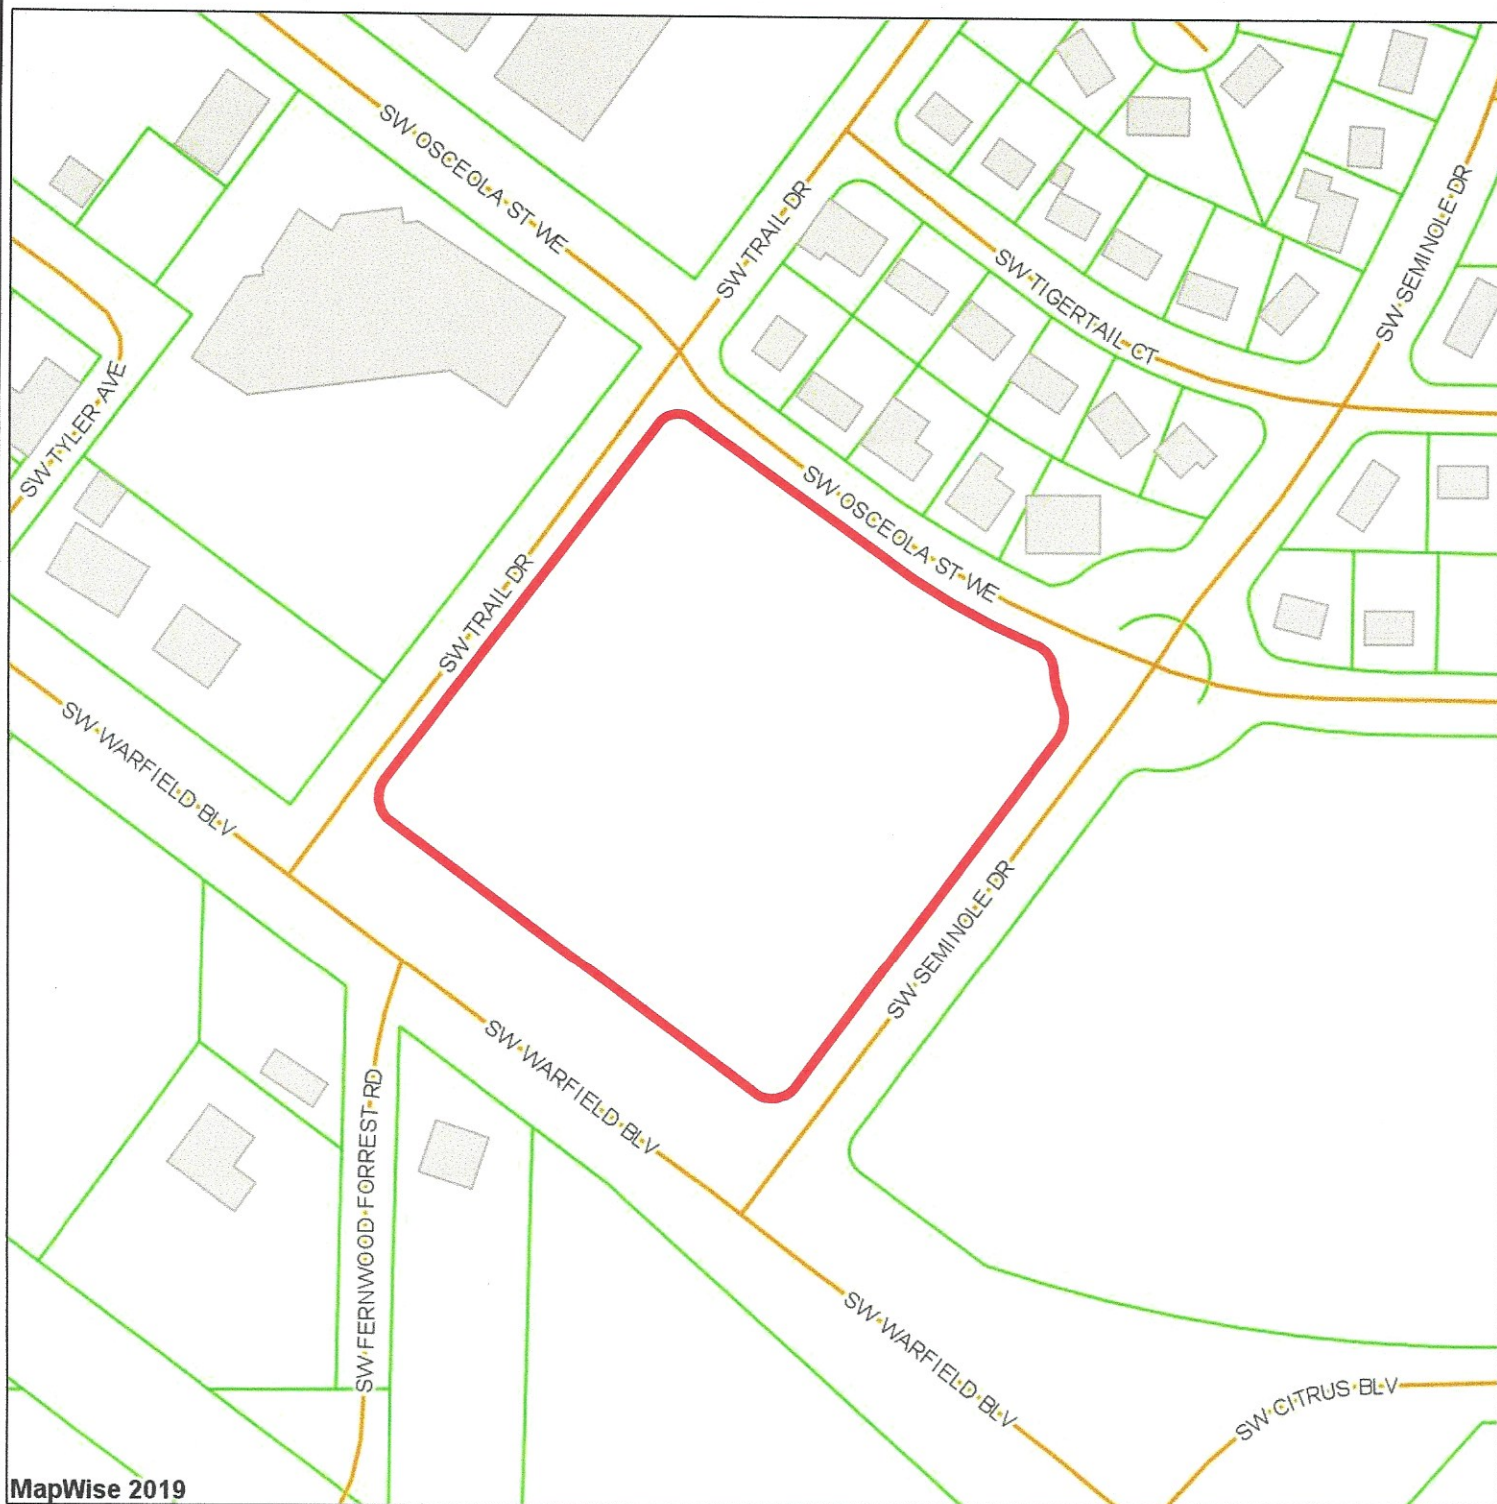 SW OSCEOLA ST WE
SW TRAIL DR
SW SEMINOLE DR
SW TIGERTAIL CT
SW TYLER AVE
SW OSCEOLA ST WE
SW TRAIL DR
SW WARFIELD BLV
SW SEMINOLE DR
SW WARFIELD BLV
SW FERNWOOD FORREST RD
SW WARFIELD BLV
SW CITRUS BLV
MapWise 2019